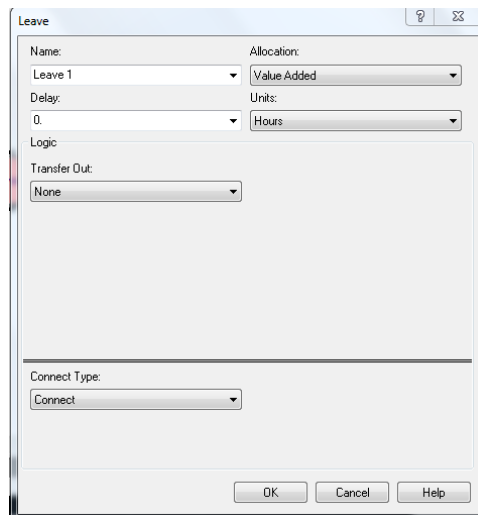 Leave
Name: Allocation:
Leave 1 Value Added
Delay: Units:
0. Hours
Logic
Transfer Out:
None
Connect Type:
Connect
OK Cancel Help